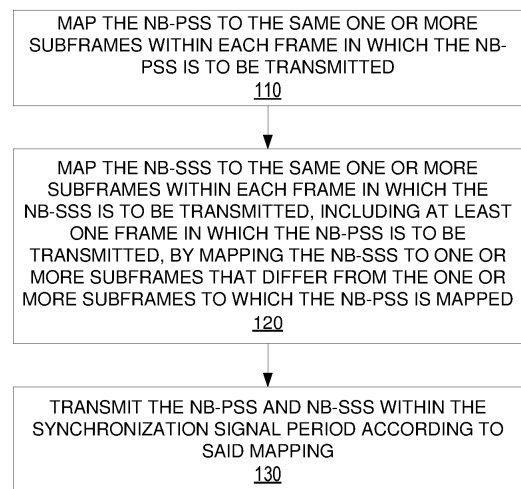 MAP THE NB-PSS TO THE SAME ONE OR MORE
SUBFRAMES WITHIN EACH FRAME IN WHICH THE NB-
PSS IS TO BE TRANSMITTED
110
MAP THE NB-SSS TO THE SAME ONE OR MORE
SUBFRAMES WITHIN EACH FRAME IN WHICH THE
NB-SSS IS TO BE TRANSMITTED, INCLUDING AT LEAST
ONE FRAME IN WHICH THE NB-PSS IS TO BE
TRANSMITTED, BY MAPPING THE NB-SSS TO ONE OR
MORE SUBFRAMES THAT DIFFER FROM THE ONE OR
MORE SUBFRAMES TO WHICH THE NB-PSS IS MAPPED
120
TRANSMIT THE NB-PSS AND NB-SSS WITHIN THE
SYNCHRONIZATION SIGNAL PERIOD ACCORDING TO
SAID MAPPING
130